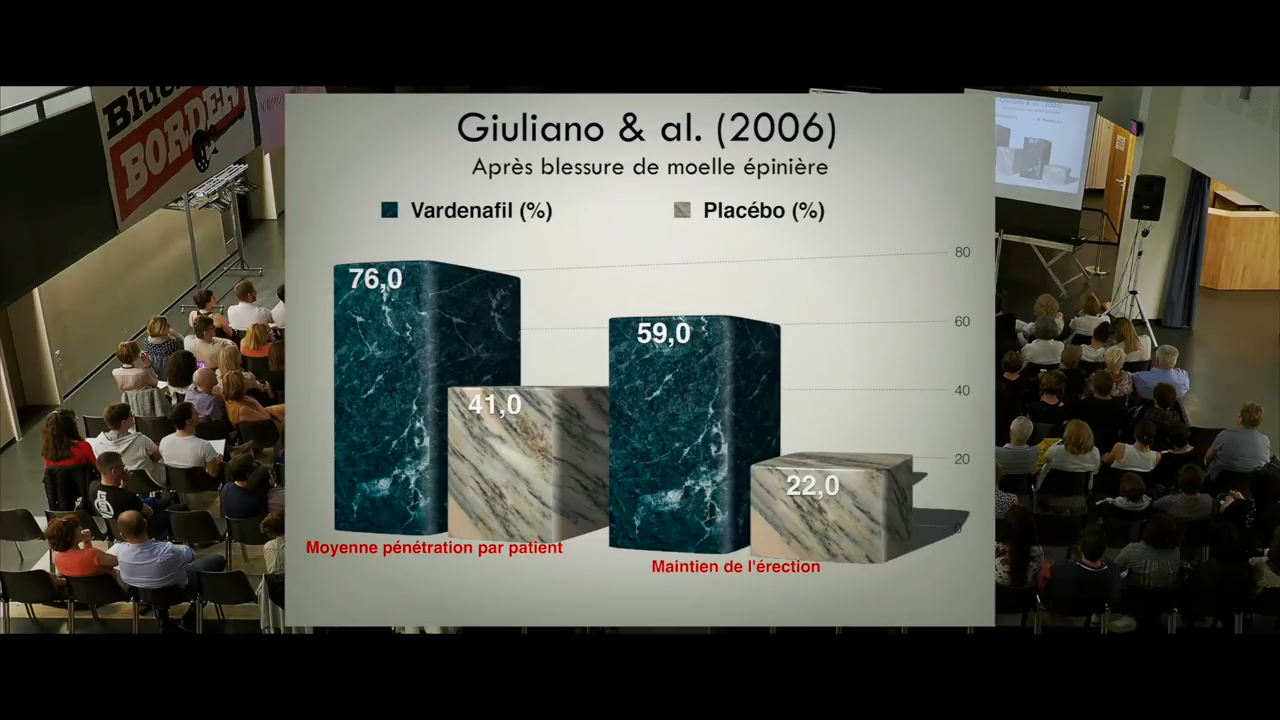 Blue
BORDER
Giuliano & al. (2006)
Après blessure de moelle épinière
Vardenafil (%)
Placébo (%)
80
60
40
20
0
76,0
41,0
59,0
22,0
Moyenne pénétration par patient
Maintien de l'érection